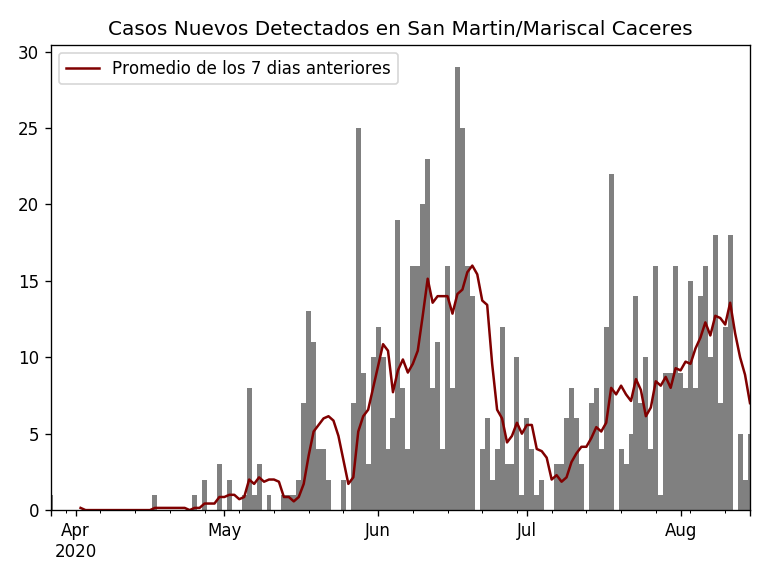 Casos Nuevos Detectados en San Martin/Mariscal Caceres
Promedio de los 7 dias anteriores
30
25
20
15
10
5
0
Apr May Jun Jul Aug
2020